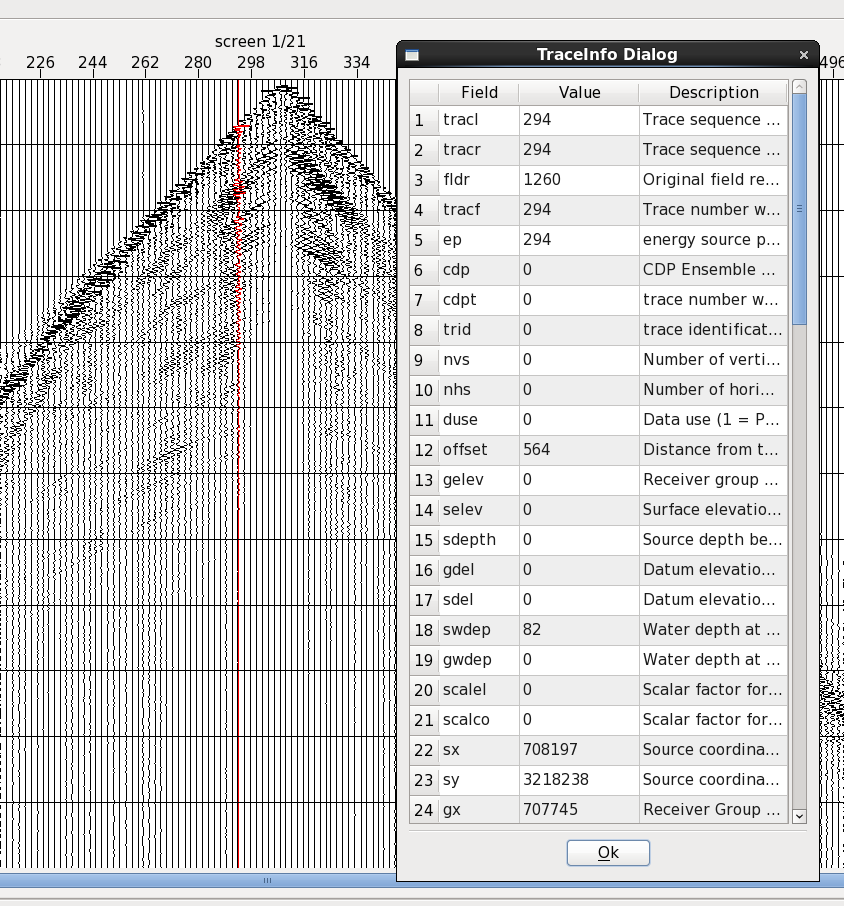 screen 1/21
226 244 262 280 298 316 334
TraceInfo Dialog
Field Value Description
1 tracl 294 Trace sequence ...
2 tracr 294 Trace sequence ...
3 fldr 1260 Original field re...
4 tracf 294 Trace number w...
5 ep 294 energy source p...
6 cdp 0 CDP Ensemble ...
7 cdpt 0 trace number w...
8 trid 0 trace identificat...
9 nvs 0 Number of verti...
10 nhs 0 Number of hori...
11 duse 0 Data use (1 = P...
12 offset 564 Distance from t...
13 gelev 0 Receiver group ...
14 selev 0 Surface elevatio...
15 sdepth 0 Source depth be...
16 gdel 0 Datum elevatio...
17 sdel 0 Datum elevatio...
18 swdep 82 Water depth at ...
19 gwdep 0 Water depth at ...
20 scalel 0 Scalar factor for...
21 scalco 0 Scalar factor for...
22 sx 708197 Source coordina...
23 sy 3218238 Source coordina...
24 gx 707745 Receiver Group ...
Ok